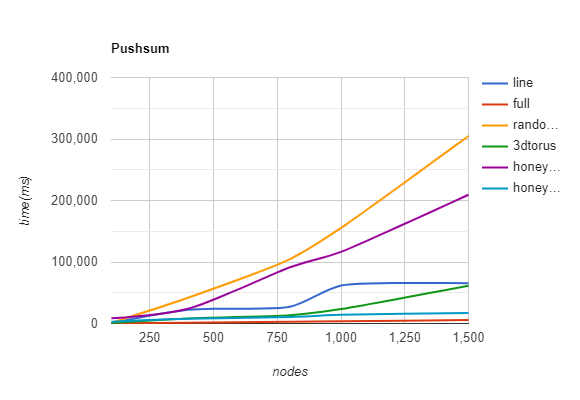 Pushsum
400,000
300,000
200,000
100,000
0
time(ms)
250
500
750
1,000
1,250
1,500
nodes
line
full
rando...
3dtorus
honey...
honey...